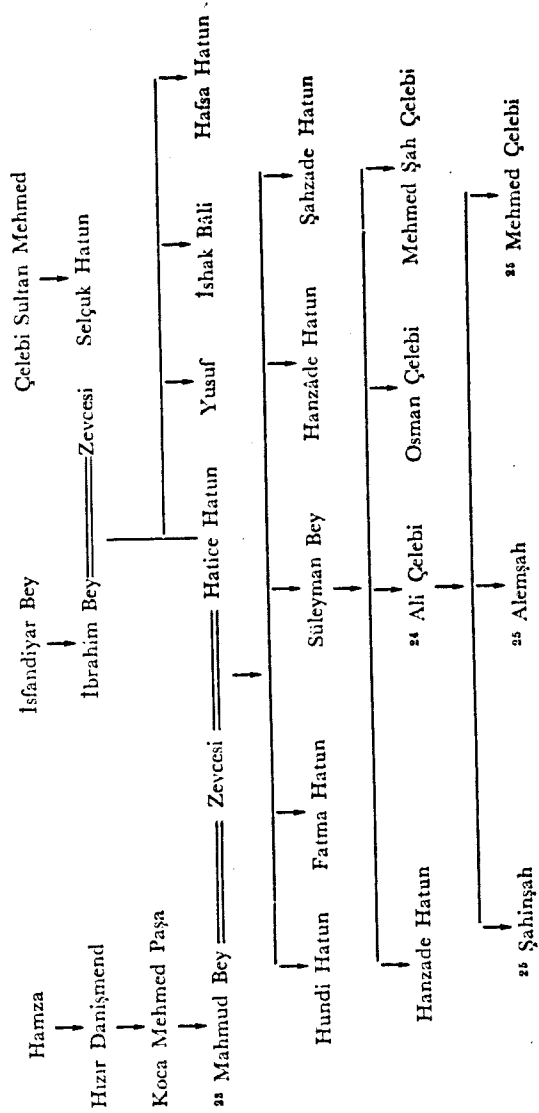 Hamza
İsfandiyar Bey Çelebi Sultan Mehmed
Hızır Danişmend İbrahim Bey Zevcesi Selçuk Hatun
Koca Mehmed Paşa
23 Mahmud Bey Zevcesi Hatice Hatun Yusuf İshak Bâli Hafsa Hatun
Hundi Hatun Fatma Hatun Süleyman Bey Hanzâde Hatun Şahzade Hatun
Hanzade Hatun 24 Ali Çelebi Osman Çelebi Mehmed Şah Çelebi
25 Şahinşah 25 Alemşah 25 Mehmed Çelebi